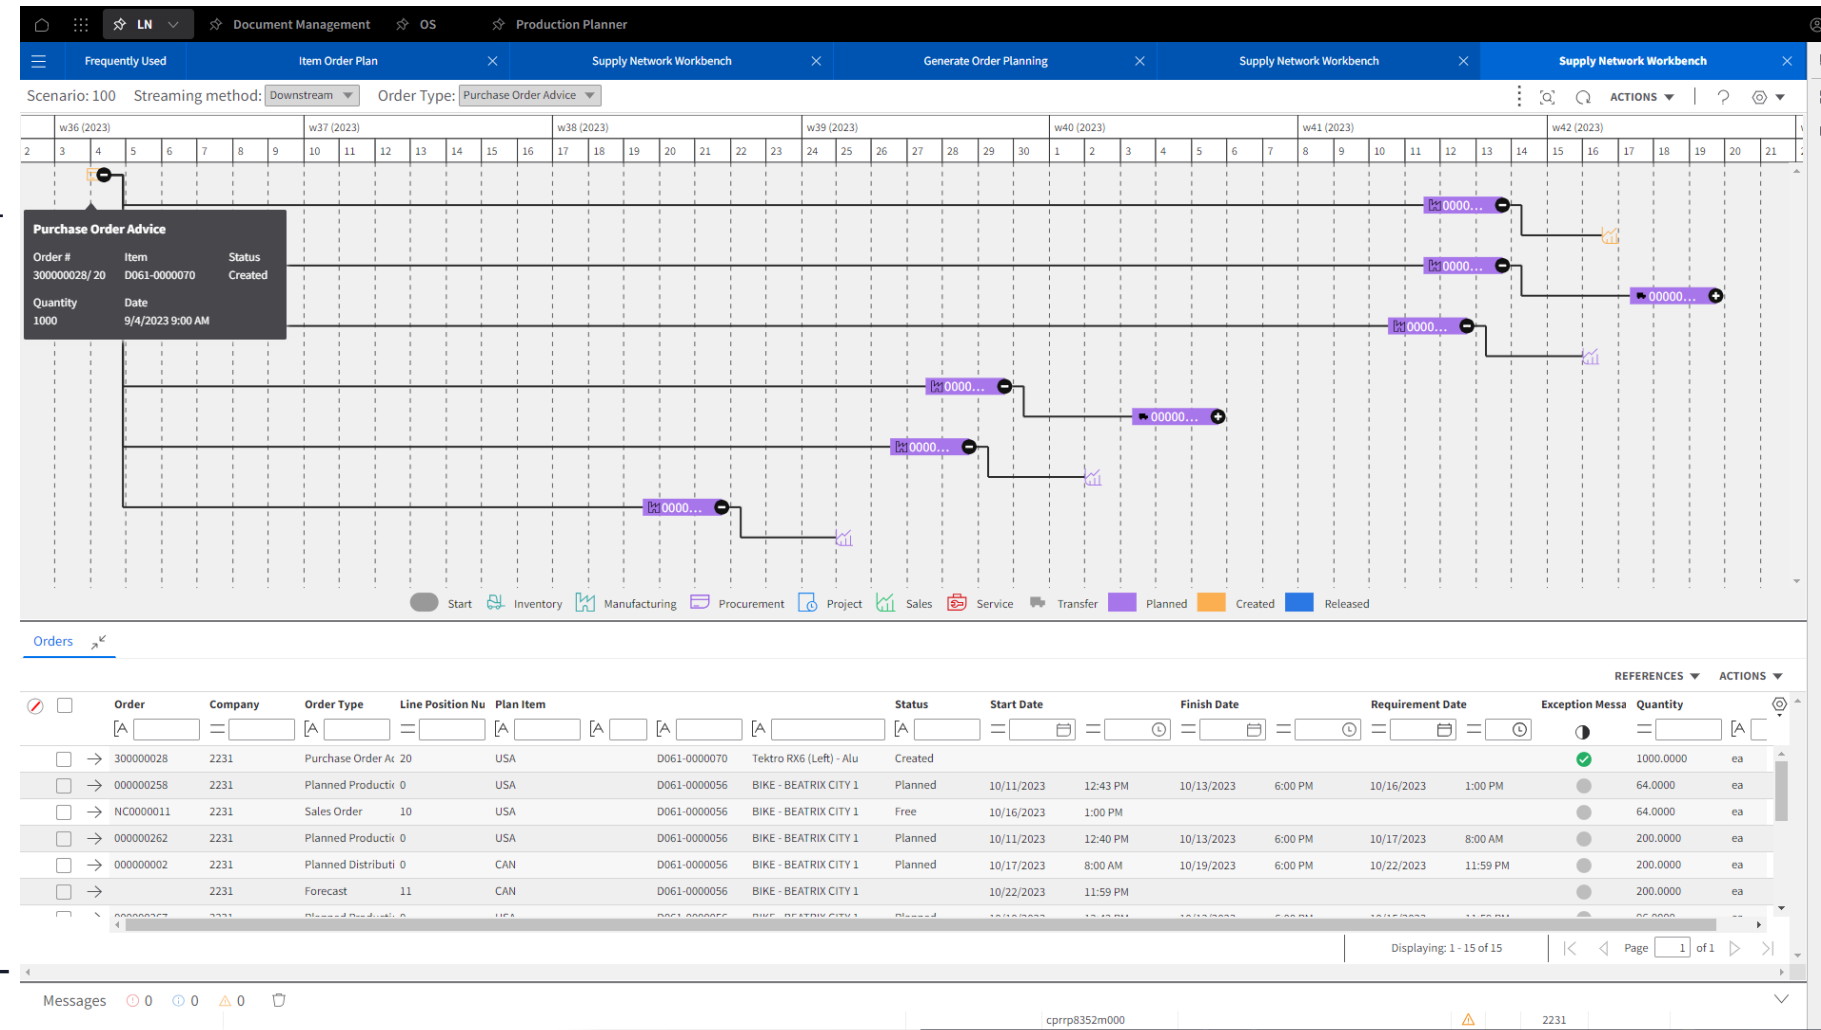 LN Document Management OS Production Planner
Frequently Used Item Order Plan Supply Network Workbench Generate Order Planning Supply Network Workbench Supply Network Workbench
Scenario: 100 Streaming method: Downstream Order Type: Purchase Order Advice ACTIONS
w36 (2023) w37 (2023) w38 (2023) w39 (2023) w40 (2023) w41 (2023) w42 (2023)
2 3 4 5 6 7 8 9 10 11 12 13 14 15 16 17 18 19 20 21 22 23 24 25 26 27 28 29 30 1 2 3 4 5 6 7 8 9 10 11 12 13 14 15 16 17 18 19 20 21
0000...
Purchase Order Advice
Order # Item Status
300000028/ 20 D061-0000070 Created
Quantity Date
1000 9/4/2023 9:00 AM
0000...
00000...
0000...
0000...
00000...
0000...
0000...
Start Inventory Manufacturing Procurement Project Sales Service Transfer Planned Created Released
Orders
REFERENCES ACTIONS
Order Company Order Type Line Position Nu Plan Item Status Start Date Finish Date Requirement Date Exception Messa Quantity
300000028 2231 Purchase Order Ac 20 USA D061-0000070 Tektro RX6 (Left) - Alu Created 1000.0000 ea
000000258 2231 Planned Producti 0 USA D061-0000056 BIKE - BEATRIX CITY 1 Planned 10/11/2023 12:43 PM 10/13/2023 6:00 PM 10/16/2023 1:00 PM 64.0000 ea
NC0000011 2231 Sales Order 10 USA D061-0000056 BIKE - BEATRIX CITY 1 Free 10/16/2023 1:00 PM 64.0000 ea
000000262 2231 Planned Producti 0 USA D061-0000056 BIKE - BEATRIX CITY 1 Planned 10/11/2023 12:40 PM 10/13/2023 6:00 PM 10/17/2023 8:00 AM 200.0000 ea
000000002 2231 Planned Distributi 0 CAN D061-0000056 BIKE - BEATRIX CITY 1 Planned 10/17/2023 8:00 AM 10/19/2023 6:00 PM 10/22/2023 11:59 PM 200.0000 ea
2231 Forecast 11 CAN D061-0000056 BIKE - BEATRIX CITY 1 10/22/2023 11:59 PM 200.0000 ea
Displaying: 1 - 15 of 15 Page 1 of 1
Messages 0 0 0
cprrp8352m000 2231